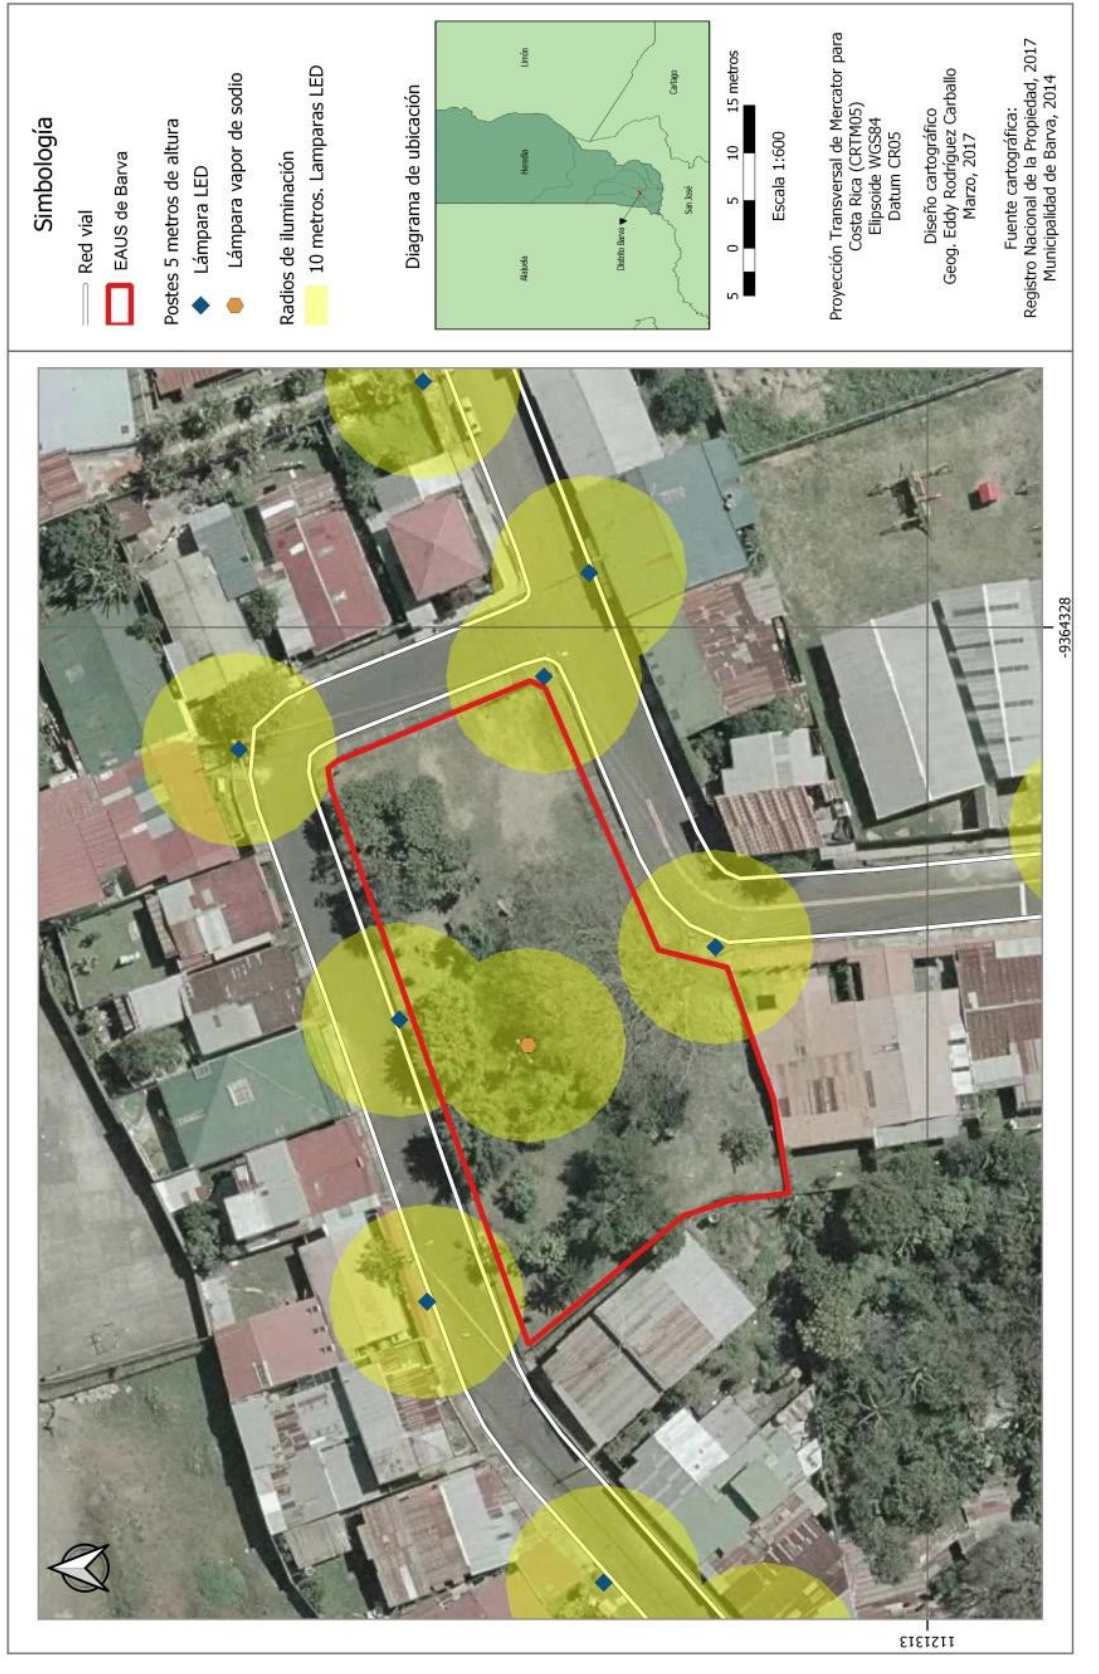 Simbología
Red vial
EAUS de Barva
Postes 5 metros de altura
Lámpara LED
Lámpara vapor de sodio
Radios de iluminación
10 metros. Lamparas LED
Diagrama de ubicación
Limón
Heredia
Alajuela
Cartago
San José
Distrito Barva
5 0 5 10 15 metros
Escala 1:600
Proyección Transversal de Mercator para
Costa Rica (CRTM05)
Elipsoide WGS84
Datum CR05
Diseño cartográfico
Geog. Eddy Rodríguez Carballo
Marzo, 2017
Fuente cartográfica:
Registro Nacional de la Propiedad, 2017
Municipalidad de Barva, 2014
-9364328
1121313